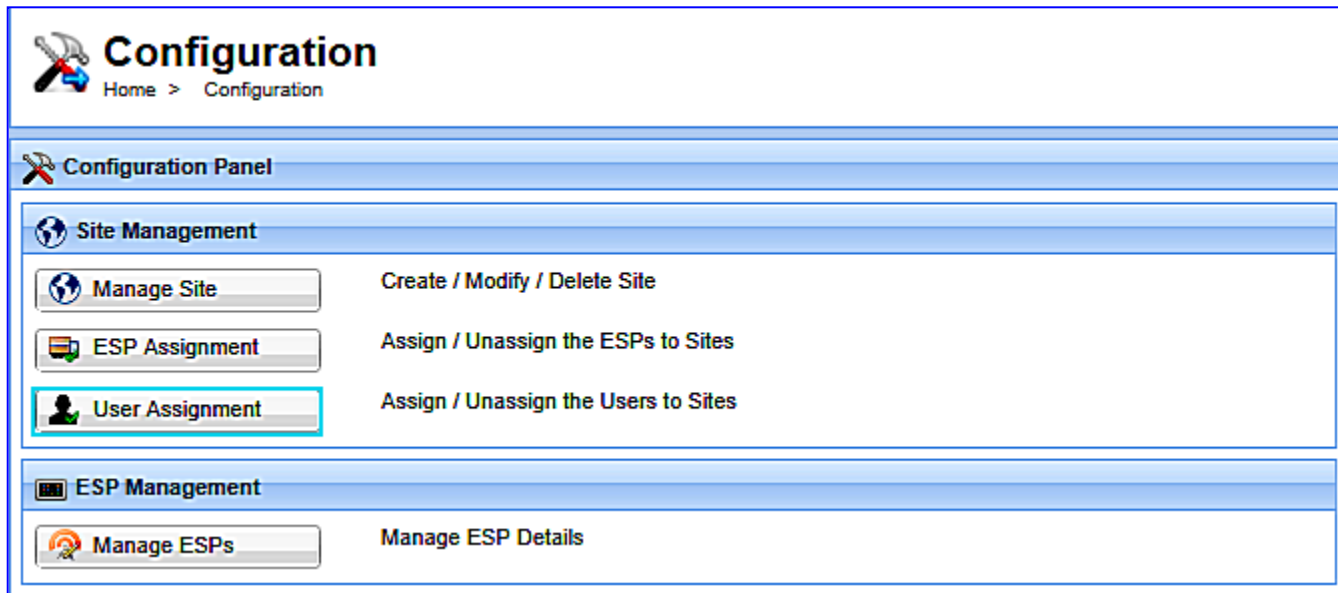 Configuration
Home > Configuration
Configuration Panel
Site Management
Manage Site Create / Modify / Delete Site
ESP Assignment Assign / Unassign the ESPs to Sites
User Assignment Assign / Unassign the Users to Sites
ESP Management
Manage ESPs Manage ESP Details